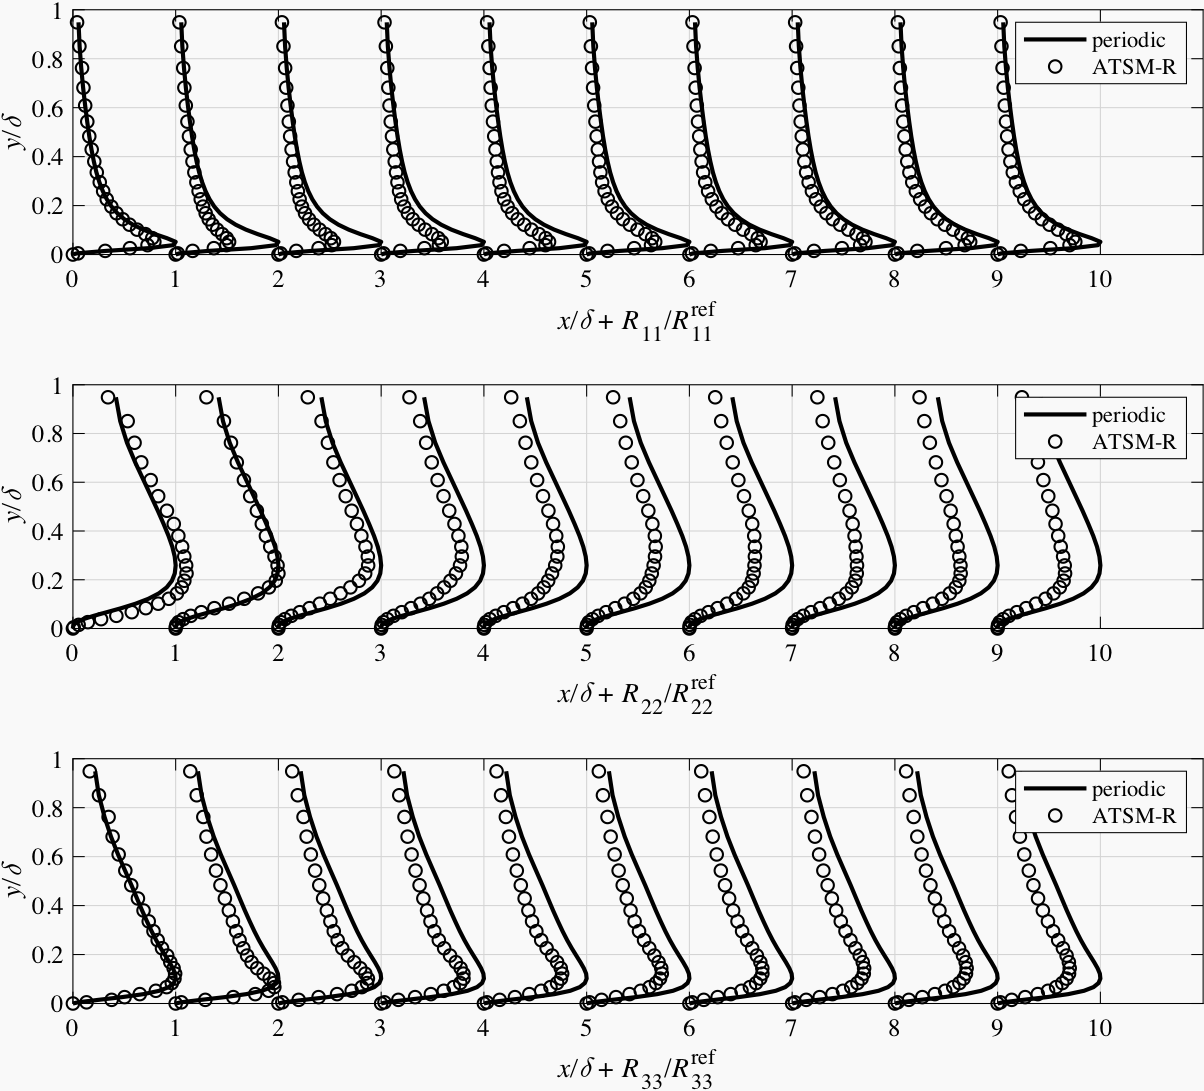 1
0.8
0.6
0.4
0.2
0
y/δ
periodic
ATSM-R
0 1 2 3 4 5 6 7 8 9 10
x/δ + R₁₁/R₁₁ʳᵉᶠ
1
0.8
0.6
0.4
0.2
0
y/δ
periodic
ATSM-R
0 1 2 3 4 5 6 7 8 9 10
x/δ + R₂₂/R₂₂ʳᵉᶠ
1
0.8
0.6
0.4
0.2
0
y/δ
periodic
ATSM-R
0 1 2 3 4 5 6 7 8 9 10
x/δ + R₃₃/R₃₃ʳᵉᶠ